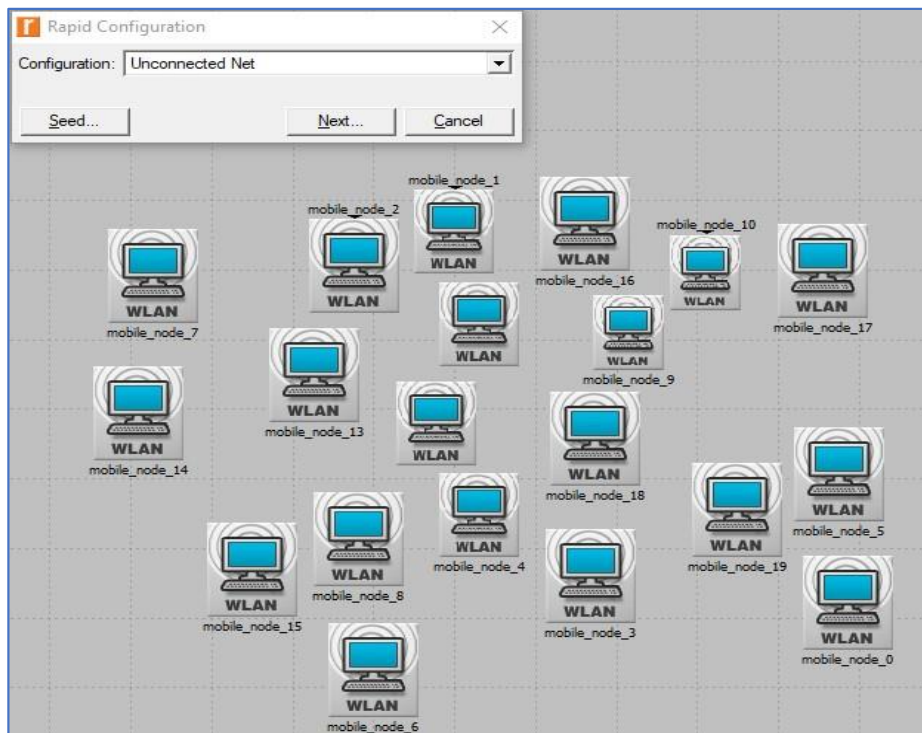 Rapid Configuration
Configuration: Unconnected Net
Seed... Next... Cancel
mobile_node_1
mobile_node_2
WLAN
mobile_node_10
WLAN
mobile_node_16
WLAN
WLAN
WLAN
mobile_node_7
WLAN
WLAN
mobile_node_17
WLAN
WLAN
mobile_node_9
WLAN
mobile_node_13
WLAN
mobile_node_14
WLAN
WLAN
mobile_node_18
WLAN
mobile_node_5
WLAN
mobile_node_4
WLAN
mobile_node_19
WLAN
mobile_node_8
WLAN
mobile_node_15
WLAN
mobile_node_3
WLAN
mobile_node_0
WLAN
mobile_node_6